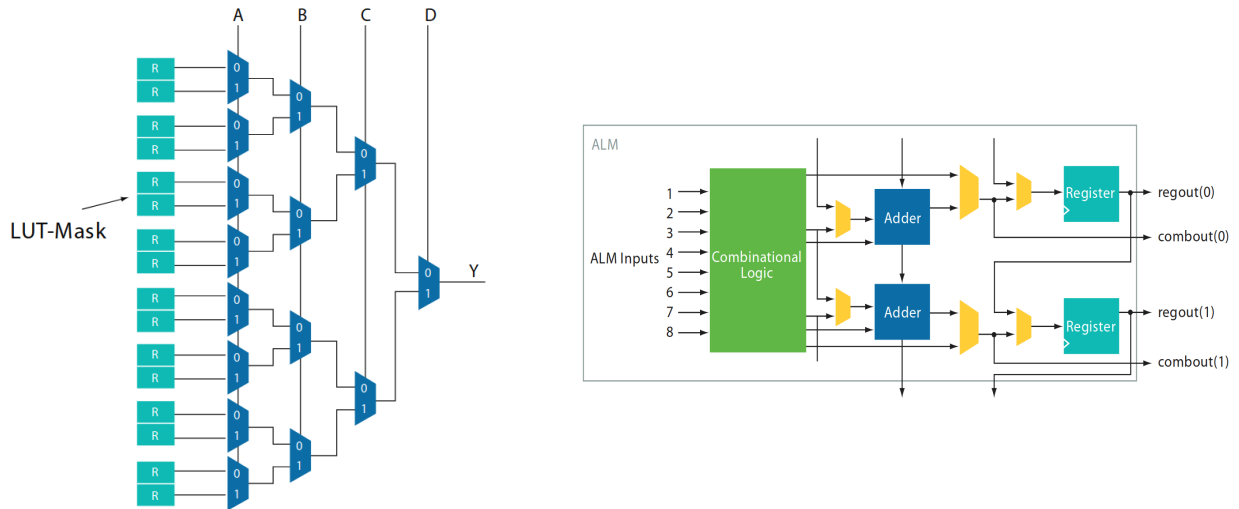 A B C D
R
0
R
1
0
1
R
0
R
1
0
1
R
0
R
1
0
1
R
0
R
1
LUT-Mask
0
1
Y
R
0
R
1
0
1
R
0
R
1
0
1
R
0
R
1
0
1
R
0
R
1
ALM
ALM Inputs
1
2
3
4
5
6
7
8
Combinational
Logic
Adder
Register
regout(0)
combout(0)
Adder
Register
regout(1)
combout(1)